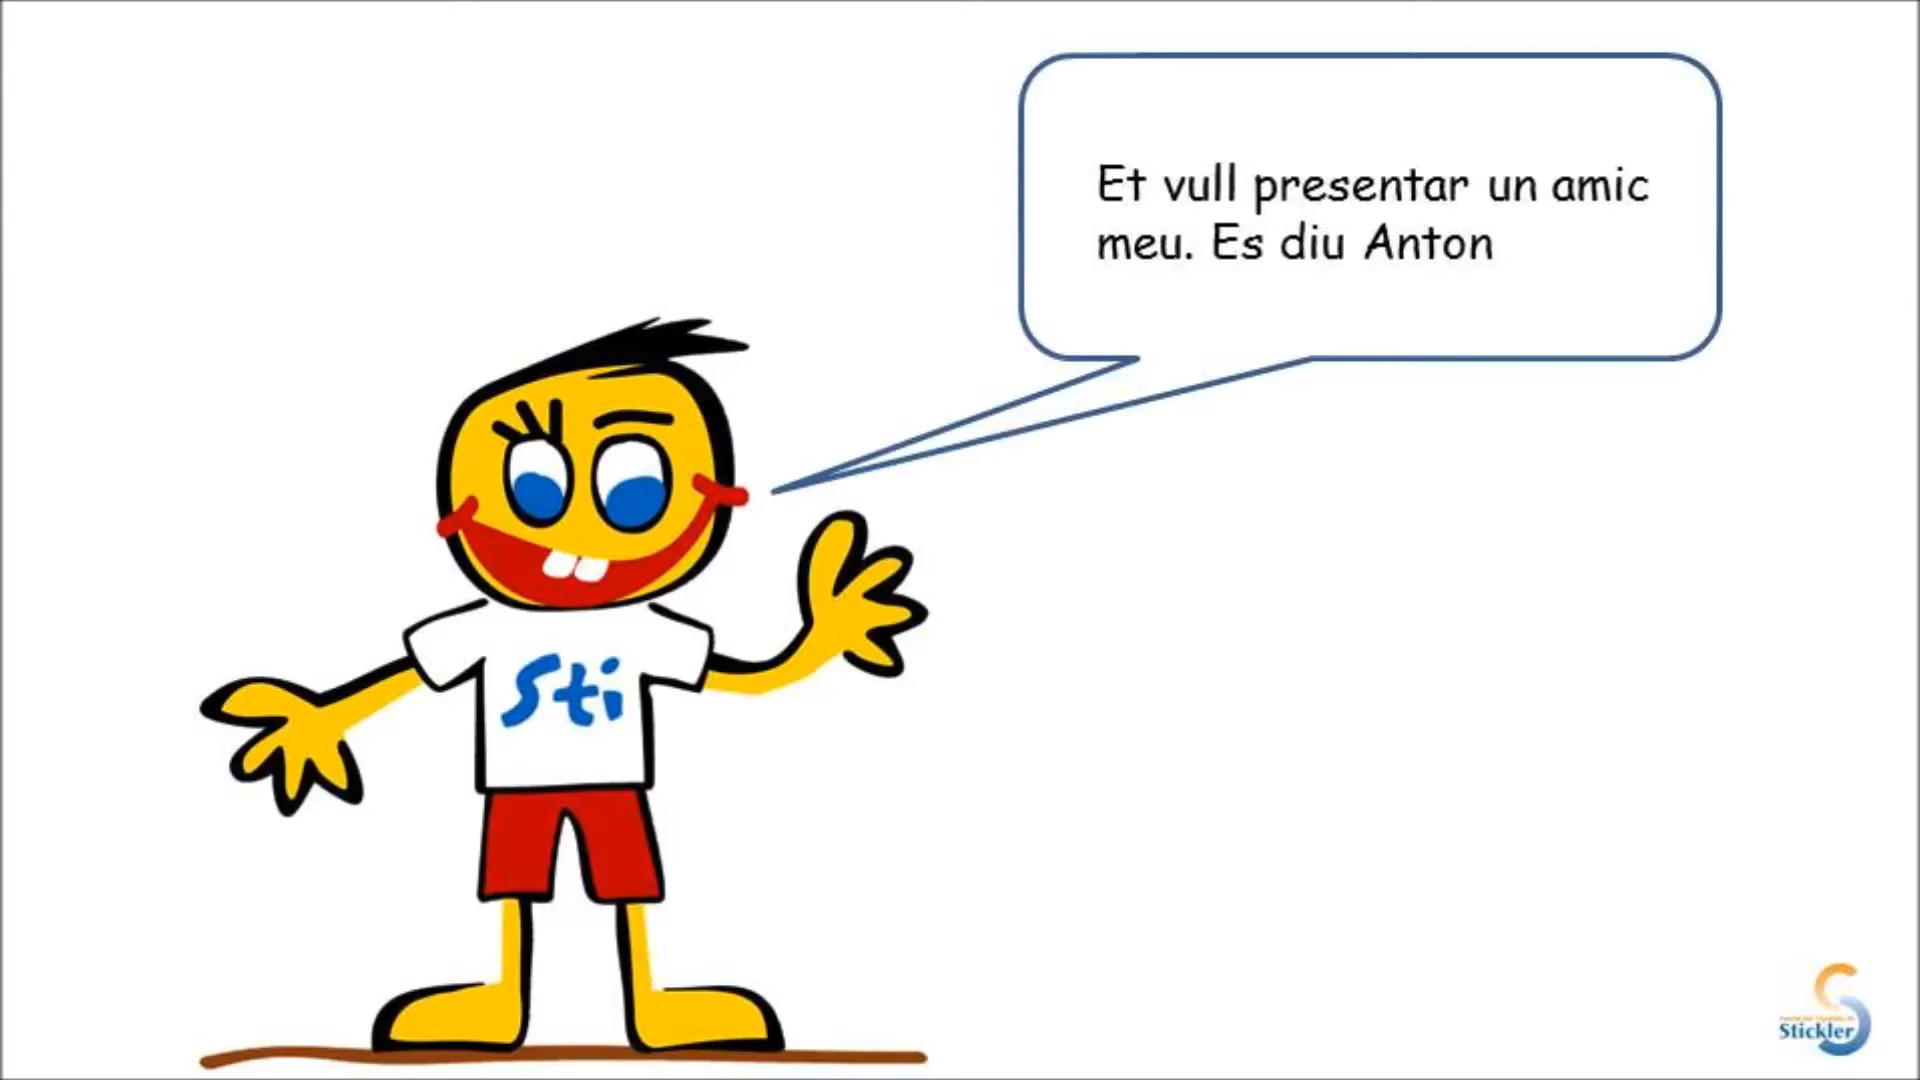 Et vull presentar un amic
meu. Es diu Anton
Sti
Stickler